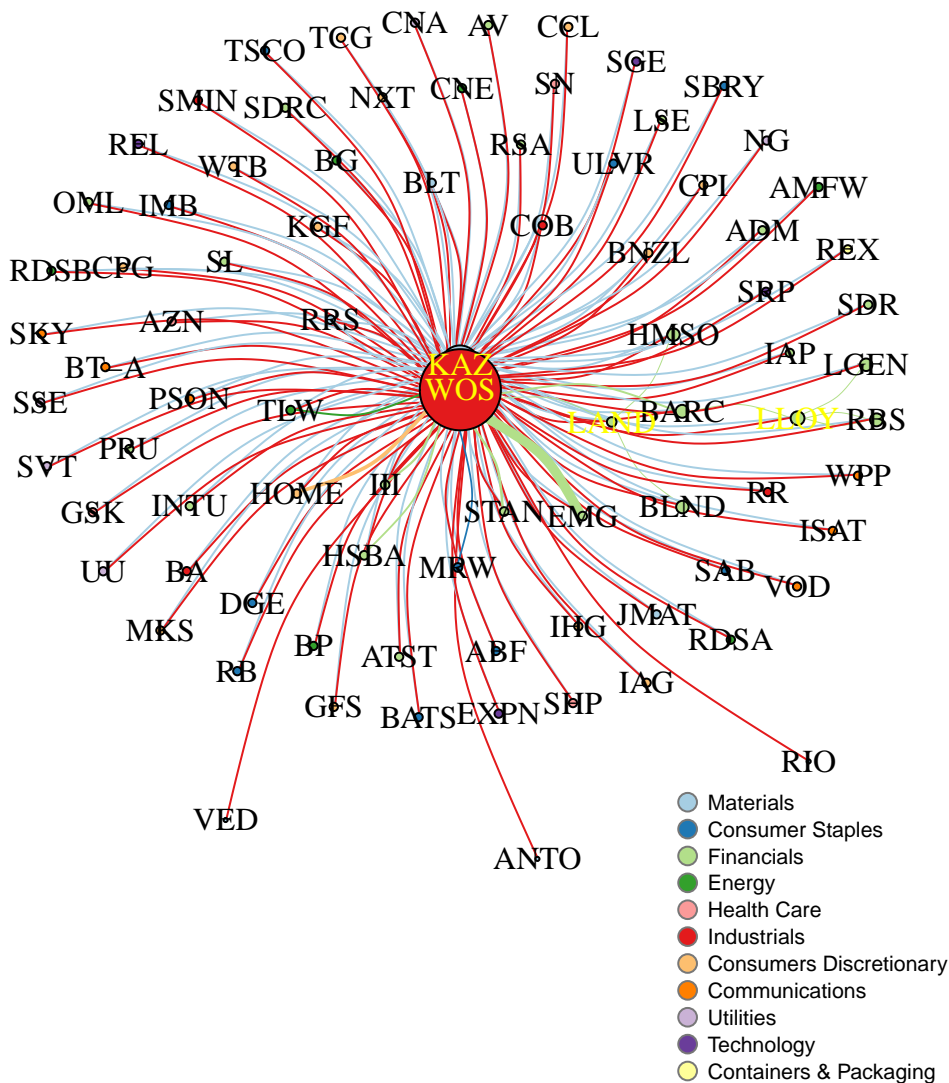 CNA
AV
CCL
TCG
TSCO
SGE
SBRY
SN
CNE
NXT
SDRC
SMIN
LSE
NG
REL
RSA
ULVR
BG
WTB
BLT
CPI
AMFW
OML
IMB
KGF
COB
ADM
BNZL
REX
RDSB
CPG
SL
SRP
SDR
SKY
AZN
RRS
HMSO
IAP
BT-A
KAZ
LGEN
WOS
SSE
PSON
TLW
LAND
BARC
LLOY
RBS
SVT
PRU
WPP
GSK
INTU
HOME
III
STAN
EMG
BLND
RR
ISAT
HSBA
MRW
UU
BA
SAB
VOD
DGE
JMAT
MKS
IHG
RDSA
RB
BP
ATST
ABF
IAG
GFS
BATS
EXPN
SHP
RIO
VED
ANTO
Materials
Consumer Staples
Financials
Energy
Health Care
Industrials
Consumers Discretionary
Communications
Utilities
Technology
Containers & Packaging